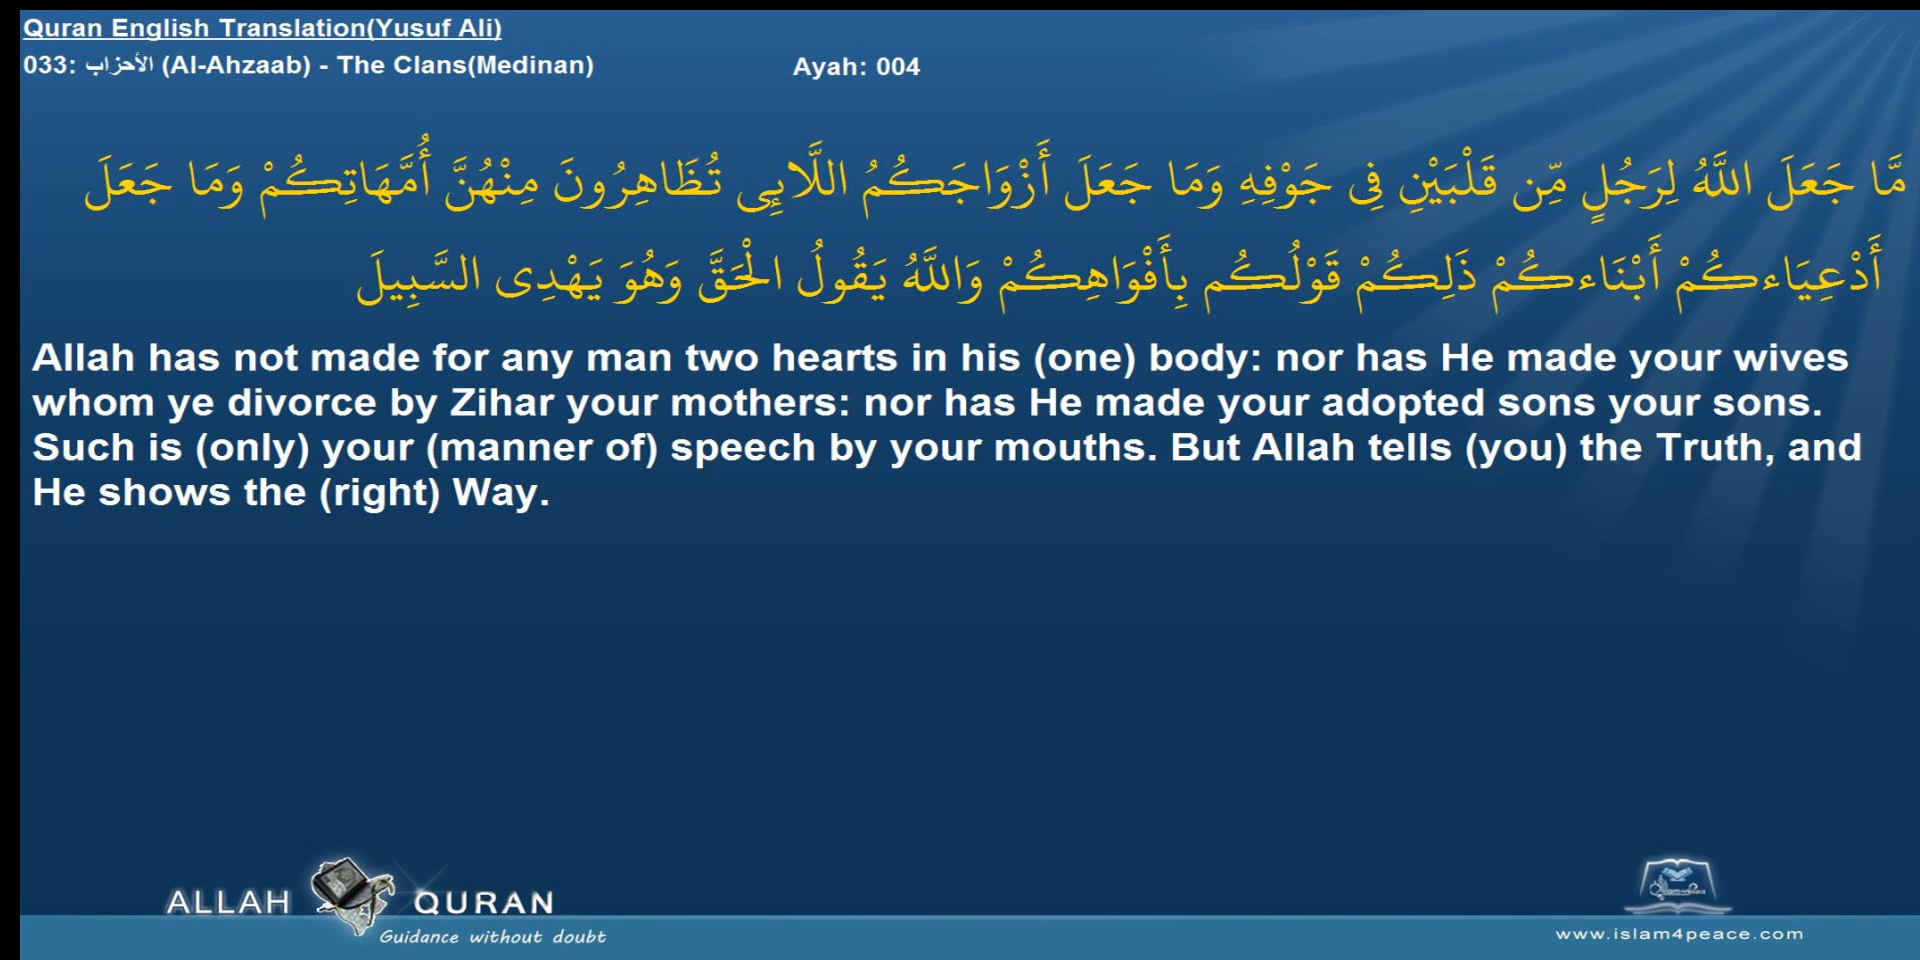 Quran English Translation(Yusuf Ali)
033: الأحزاب (Al-Ahzaab) - The Clans(Medinan) Ayah: 004
مَّا جَعَلَ اللَّهُ لِرَجُلٍ مِّن قَلْبَيْنِ فِى جَوْفِهِ وَمَا جَعَلَ أَزْوَاجَكُمُ اللَّائِى تُظَاهِرُونَ مِنْهُنَّ أُمَّهَاتِكُمْ وَمَا جَعَلَ
أَدْعِيَاءكُمْ أَبْنَاءكُمْ ذَلِكُمْ قَوْلُكُم بِأَفْوَاهِكُمْ وَاللَّهُ يَقُولُ الْحَقَّ وَهُوَ يَهْدِى السَّبِيلَ
Allah has not made for any man two hearts in his (one) body: nor has He made your wives
whom ye divorce by Zihar your mothers: nor has He made your adopted sons your sons.
Such is (only) your (manner of) speech by your mouths. But Allah tells (you) the Truth, and
He shows the (right) Way.
ALLAH QURAN
Guidance without doubt
www.islam4peace.com